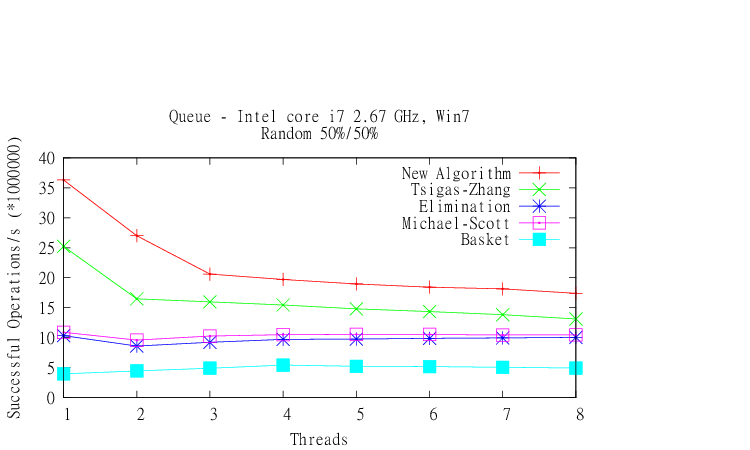 Queue - Intel core i7 2.67 GHz, Win7
Random 50%/50%
Successful Operations/s (*1000000)
40
35
30
25
20
15
10
5
0
New Algorithm
Tsigas-Zhang
Elimination
Michael-Scott
Basket
1 2 3 4 5 6 7 8
Threads